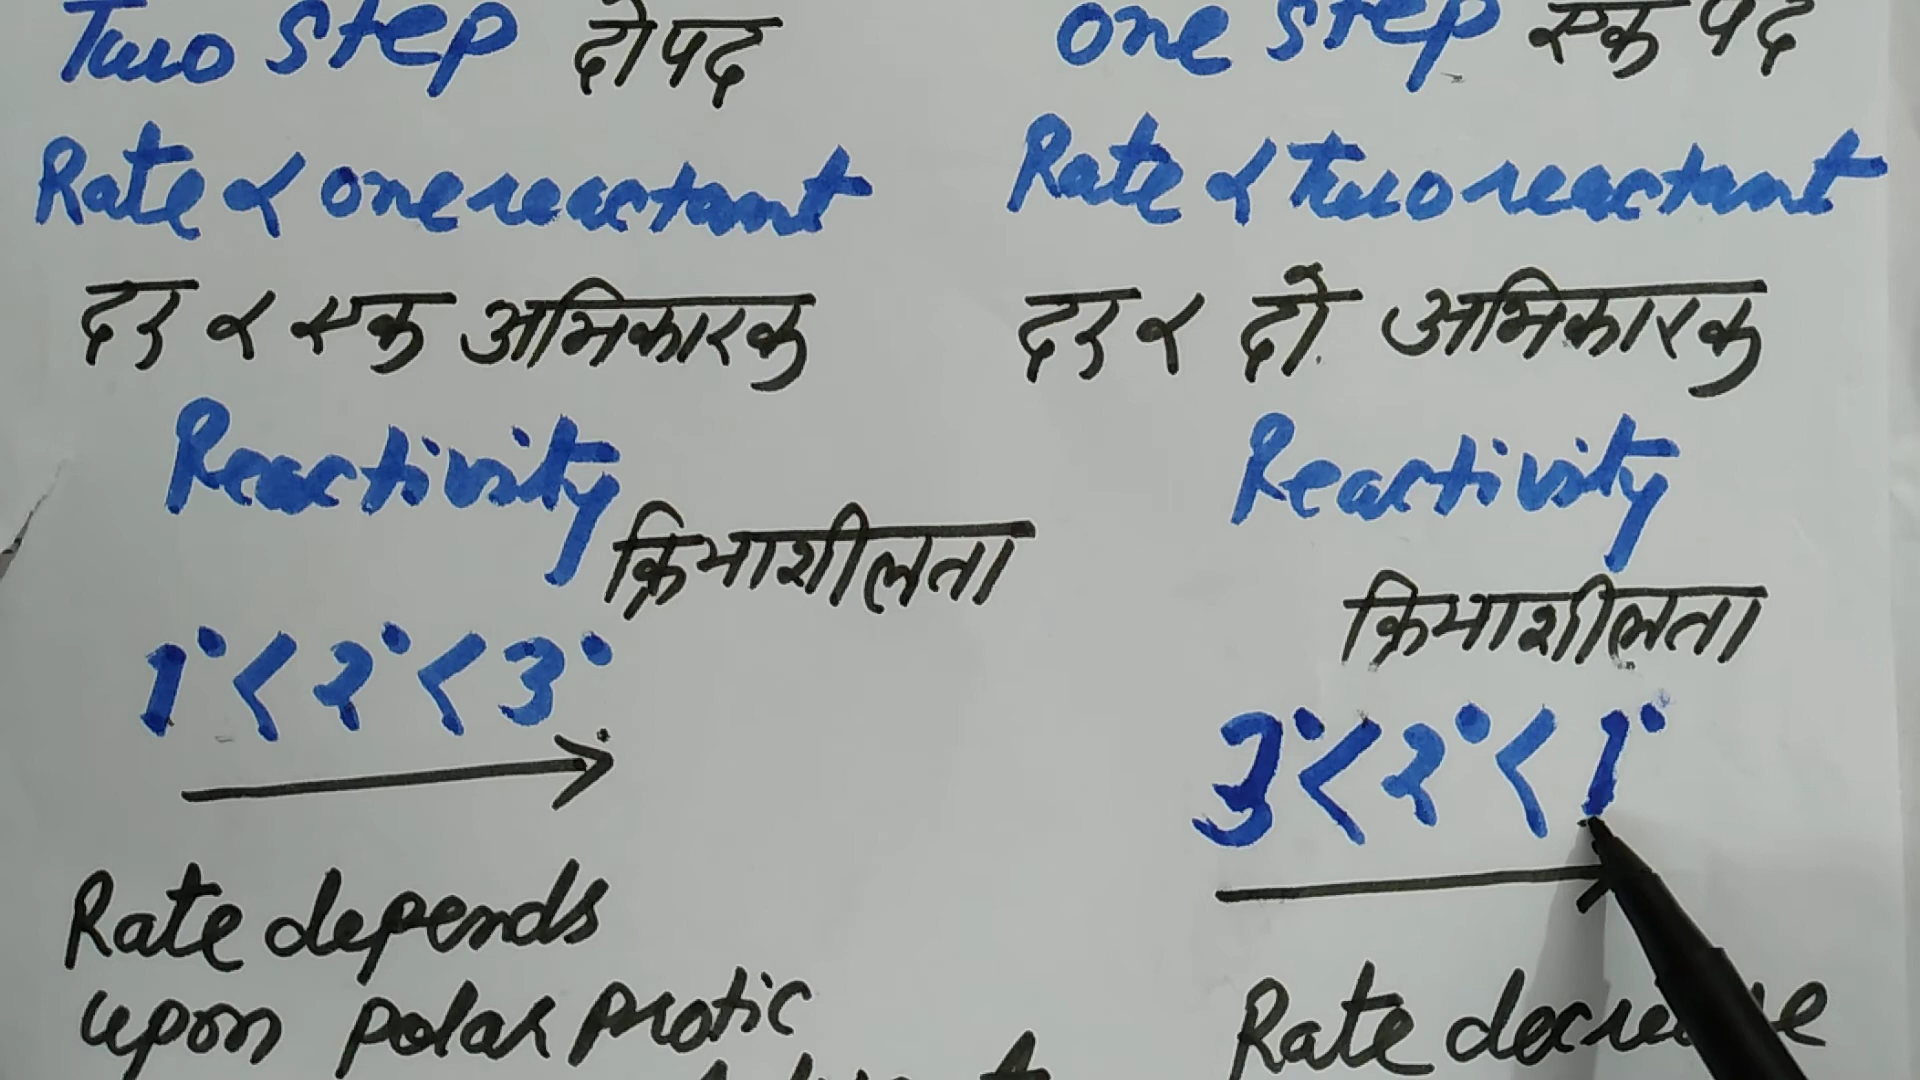 Two Step दो पद
Rate ∝ one reactant
दर ∝ एक अभिकारक
Reactivity
क्रियाशीलता
1° < 2° < 3°
Rate depends
upon polar protic
one step एक पद
Rate ∝ Two reactant
दर ∝ दो अभिकारक
Reactivity
क्रियाशीलता
3° < 2° < 1°
Rate